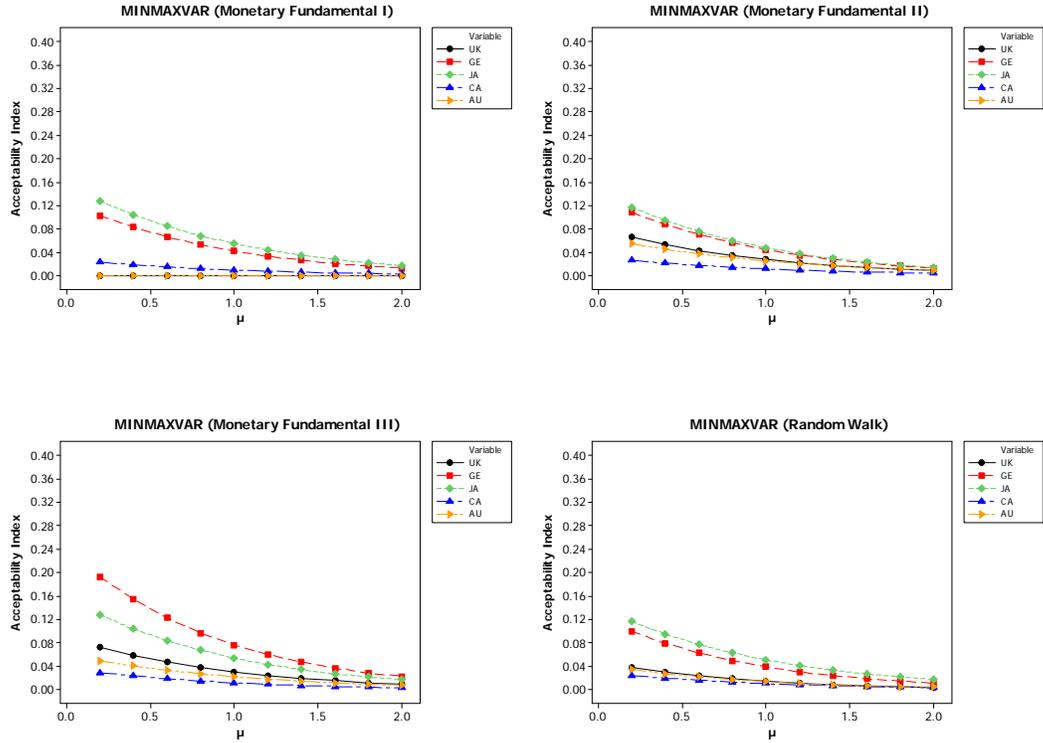 MINMAXVAR (Monetary Fundamental I)
Acceptability Index
0.40
0.36
0.32
0.28
0.24
0.20
0.16
0.12
0.08
0.04
0.00
0.0
0.5
1.0
1.5
2.0
μ
Variable
UK
GE
JA
CA
AU
MINMAXVAR (Monetary Fundamental II)
Acceptability Index
0.40
0.36
0.32
0.28
0.24
0.20
0.16
0.12
0.08
0.04
0.00
0.0
0.5
1.0
1.5
2.0
μ
Variable
UK
GE
JA
CA
AU
MINMAXVAR (Monetary Fundamental III)
Acceptability Index
0.40
0.36
0.32
0.28
0.24
0.20
0.16
0.12
0.08
0.04
0.00
0.0
0.5
1.0
1.5
2.0
μ
Variable
UK
GE
JA
CA
AU
MINMAXVAR (Random Walk)
Acceptability Index
0.40
0.36
0.32
0.28
0.24
0.20
0.16
0.12
0.08
0.04
0.00
0.0
0.5
1.0
1.5
2.0
μ
Variable
UK
GE
JA
CA
AU